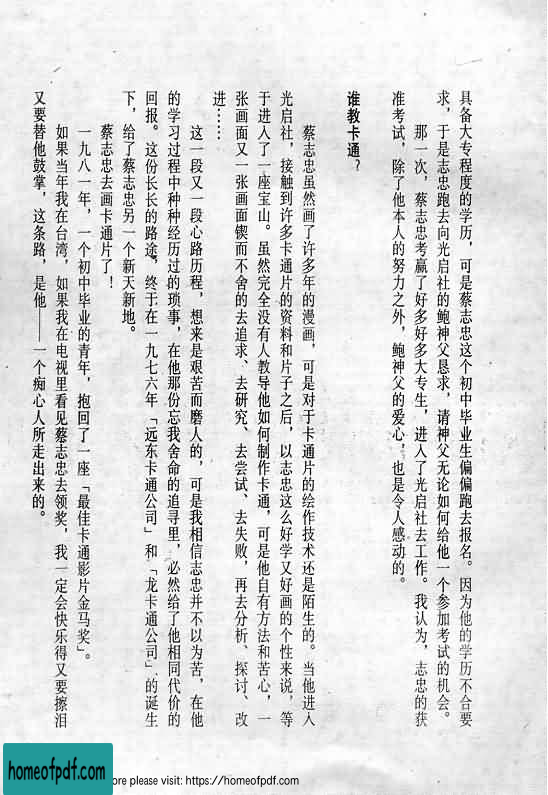 具备大专程度的学历，可是蔡志忠这个初中毕业生偏偏跑去报名。因为他的学历不合要
求，于是志忠跑去向光启社的鲍神父恳求，请神父无论如何给他一个参加考试的机会。
那一次，蔡志忠考赢了好多好多大专生，进入了光启社去工作。我认为，志忠的获
准考试，除了他本人的努力之外，鲍神父的爱心，也是令人感动的。
谁教卡通？
蔡志忠虽然画了许多年的漫画，可是对于卡通片的绘作技术还是陌生的。当他进入
光启社，接触到许多卡通片的资料和片子之后，以志忠这么好学又好画的个性来说，等
于进入了一座宝山。虽然完全没有人教导他如何制作卡通，可是他自有方法和苦心，一
张画面又一张画面锲而不舍的去追求、去研究、去尝试、去失败，再去分析、探讨、改
进……
这一段又一段心路历程，想来是艰苦而磨人的，可是我相信志忠并不以为苦，在他
的学习过程中种种经历过的琐事，在他那份忘我舍命的追寻里，必然给了他相同代价的
回报。这份长长的路途，终于在一九七六年「远东卡通公司」和「龙卡通公司」的诞生
下，给了蔡志忠另一个新天新地。
蔡志忠去画卡通片了！
一九八一年，一个初中毕业的青年，抱回了一座「最佳卡通影片金马奖」。
如果当年我在台湾，如果我在电视里看见蔡志忠去领奖，我一定会快乐得又要擦泪
又要替他鼓掌，这条路，是他——一个痴心人所走出来的。
homeofpdf.com
ore please visit: https://homeofpdf.com